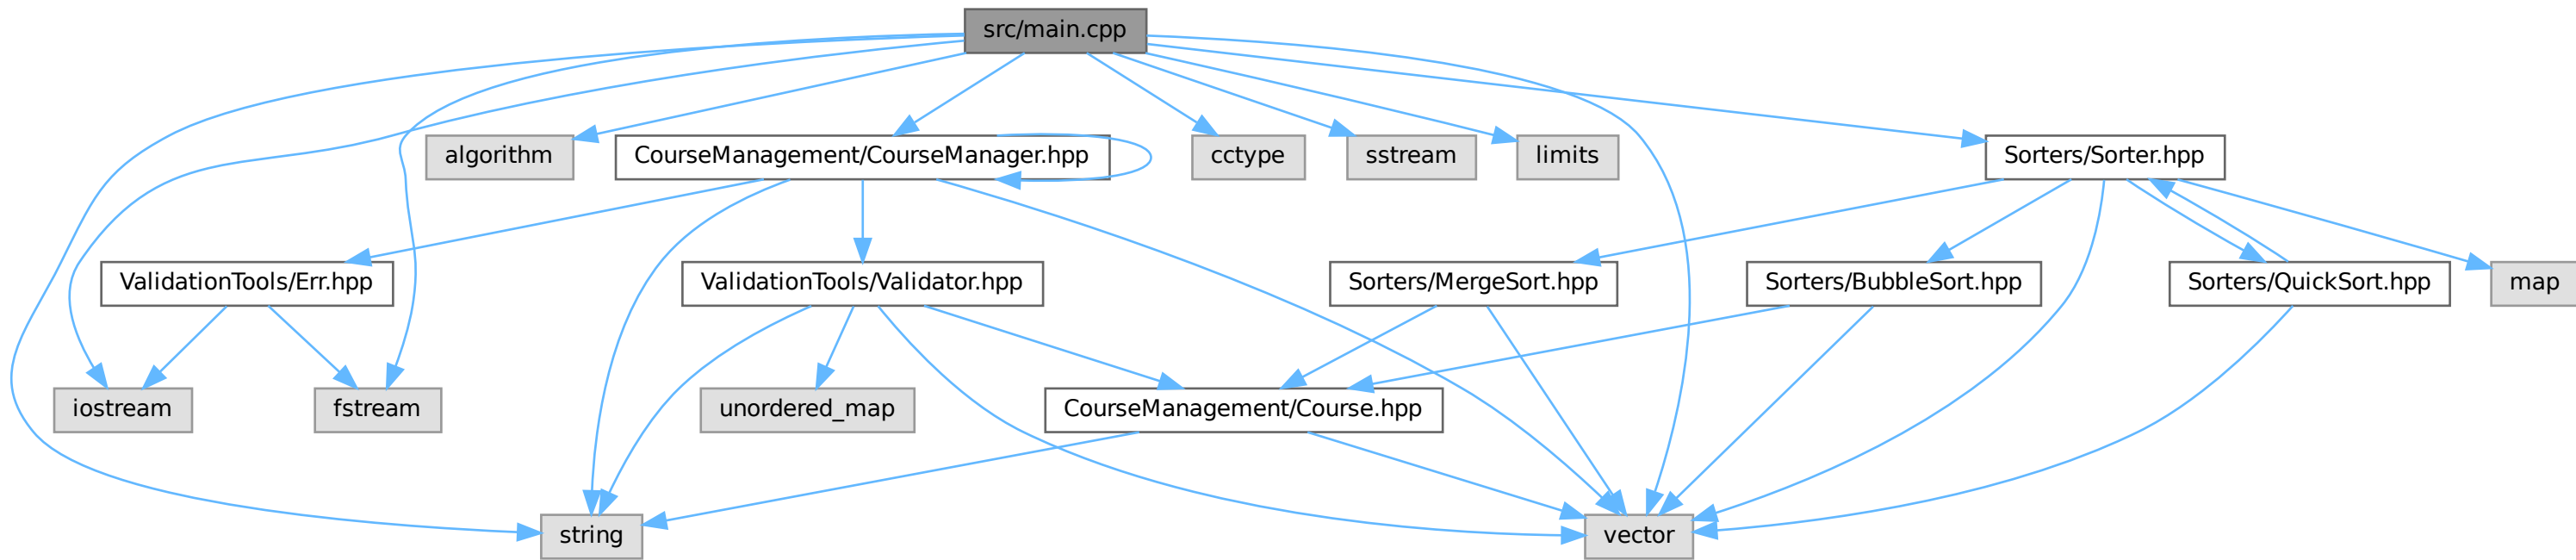 src/main.cpp
algorithm
CourseManagement/CourseManager.hpp
cctype
sstream
limits
Sorters/Sorter.hpp
ValidationTools/Err.hpp
ValidationTools/Validator.hpp
Sorters/MergeSort.hpp
Sorters/BubbleSort.hpp
Sorters/QuickSort.hpp
map
iostream
fstream
unordered_map
CourseManagement/Course.hpp
string
vector